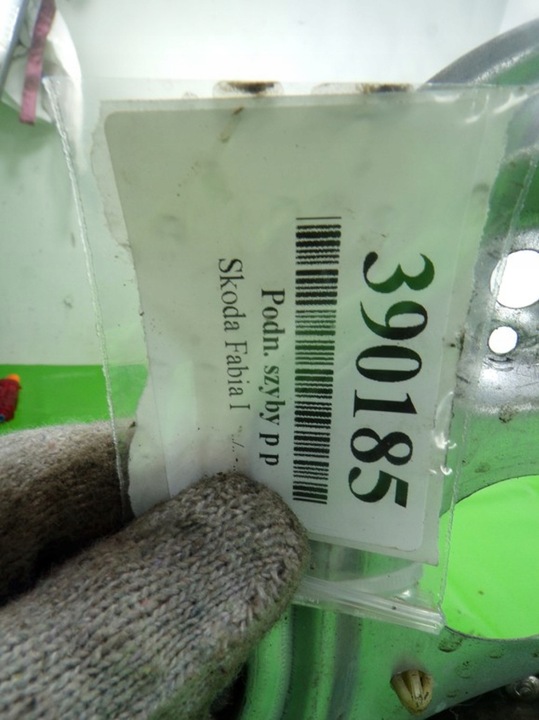 390185
Podn. szyby p p
Skoda Fabia I